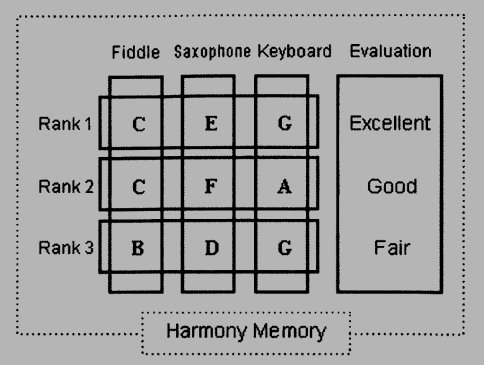 Fiddle Saxophone Keyboard Evaluation
Rank 1 C E G Excellent
Rank 2 C F A Good
Rank 3 B D G Fair
Harmony Memory